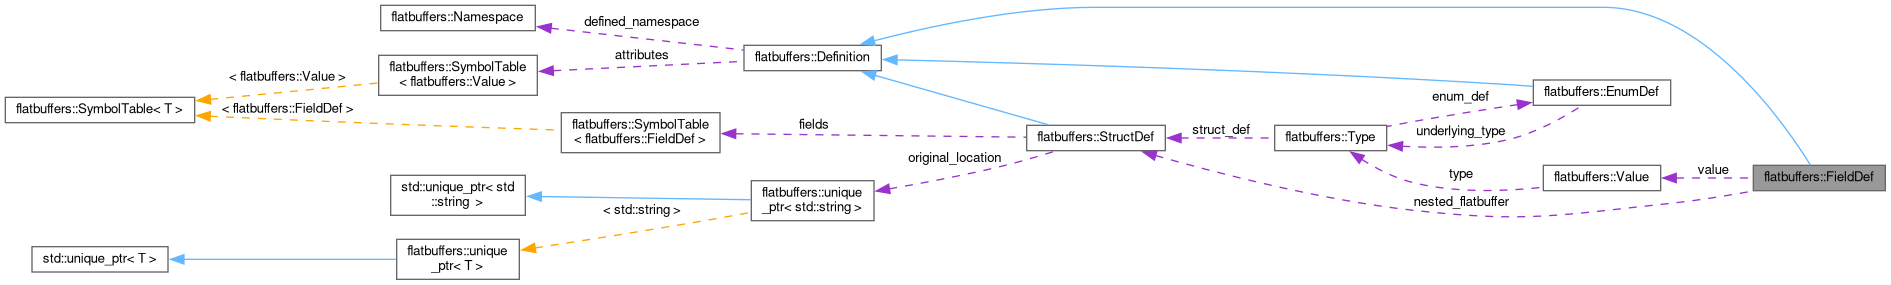 flatbuffers::Namespace
defined_namespace
flatbuffers::Definition
attributes
flatbuffers::SymbolTable
< flatbuffers::Value >
< flatbuffers::Value >
flatbuffers::SymbolTable< T >
< flatbuffers::FieldDef >
flatbuffers::SymbolTable
< flatbuffers::FieldDef >
fields
flatbuffers::StructDef
original_location
struct_def
flatbuffers::Type
enum_def
underlying_type
flatbuffers::EnumDef
type
flatbuffers::Value
value
flatbuffers::FieldDef
nested_flatbuffer
std::unique_ptr< std
::string >
flatbuffers::unique
_ptr< std::string >
< std::string >
std::unique_ptr< T >
flatbuffers::unique
_ptr< T >